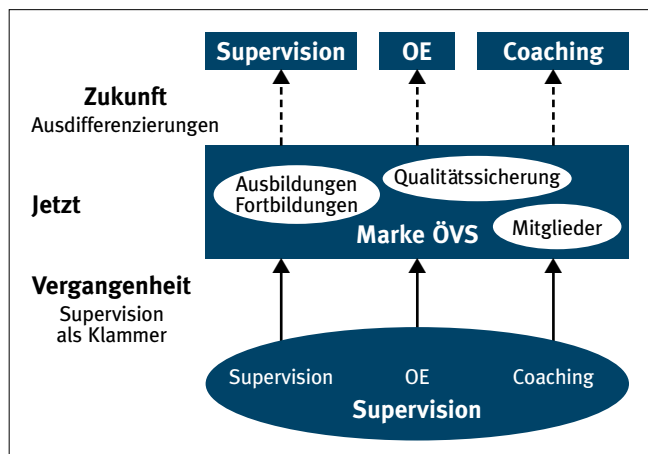 Supervision OE Coaching
Zukunft
Ausdifferenzierungen
Ausbildungen
Fortbildungen
Qualitätssicherung
Jetzt
Marke ÖVS
Mitglieder
Vergangenheit
Supervision
als Klammer
Supervision OE Coaching
Supervision